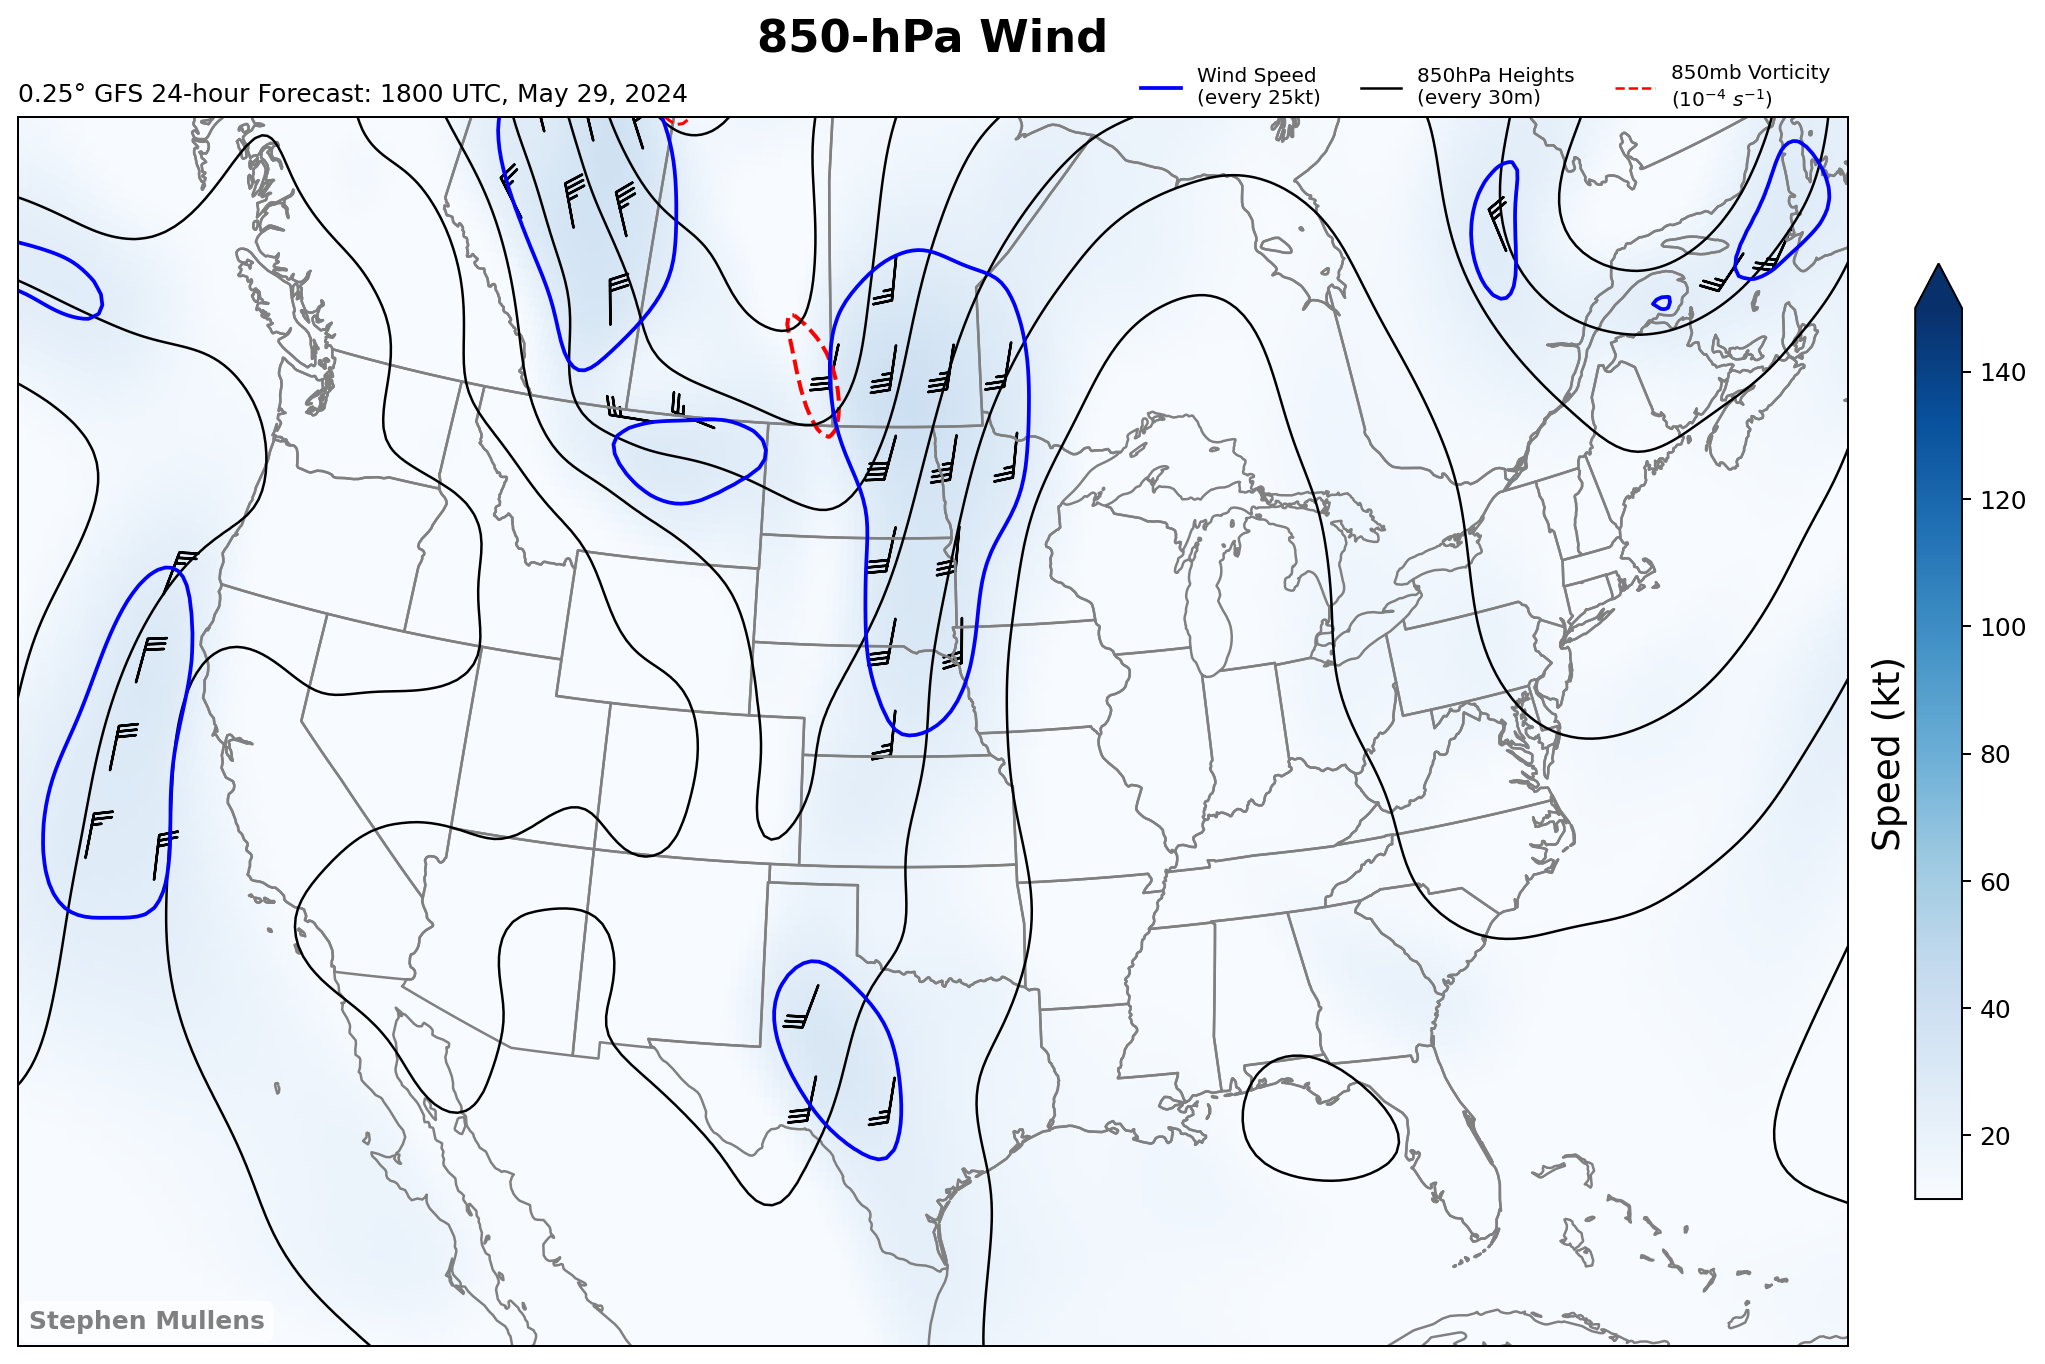 850-hPa Wind
0.25° GFS 24-hour Forecast: 1800 UTC, May 29, 2024
Wind Speed
(every 25kt)
850hPa Heights
(every 30m)
850mb Vorticity
(10⁻⁴ s⁻¹)
140
120
100
80
60
40
20
Speed (kt)
Stephen Mullens